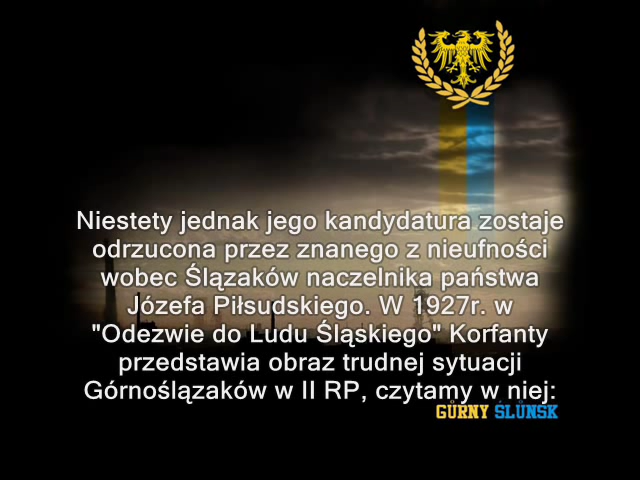 Niestety jednak jego kandydatura zostaje
odrzucona przez znanego z nieufności
wobec Ślązaków naczelnika państwa
Józefa Piłsudskiego. W 1927r. w
"Odezwie do Ludu Śląskiego" Korfanty
przedstawia obraz trudnej sytuacji
Górnoślązaków w II RP, czytamy w niej:
GŮRNY ŚLŮNSK